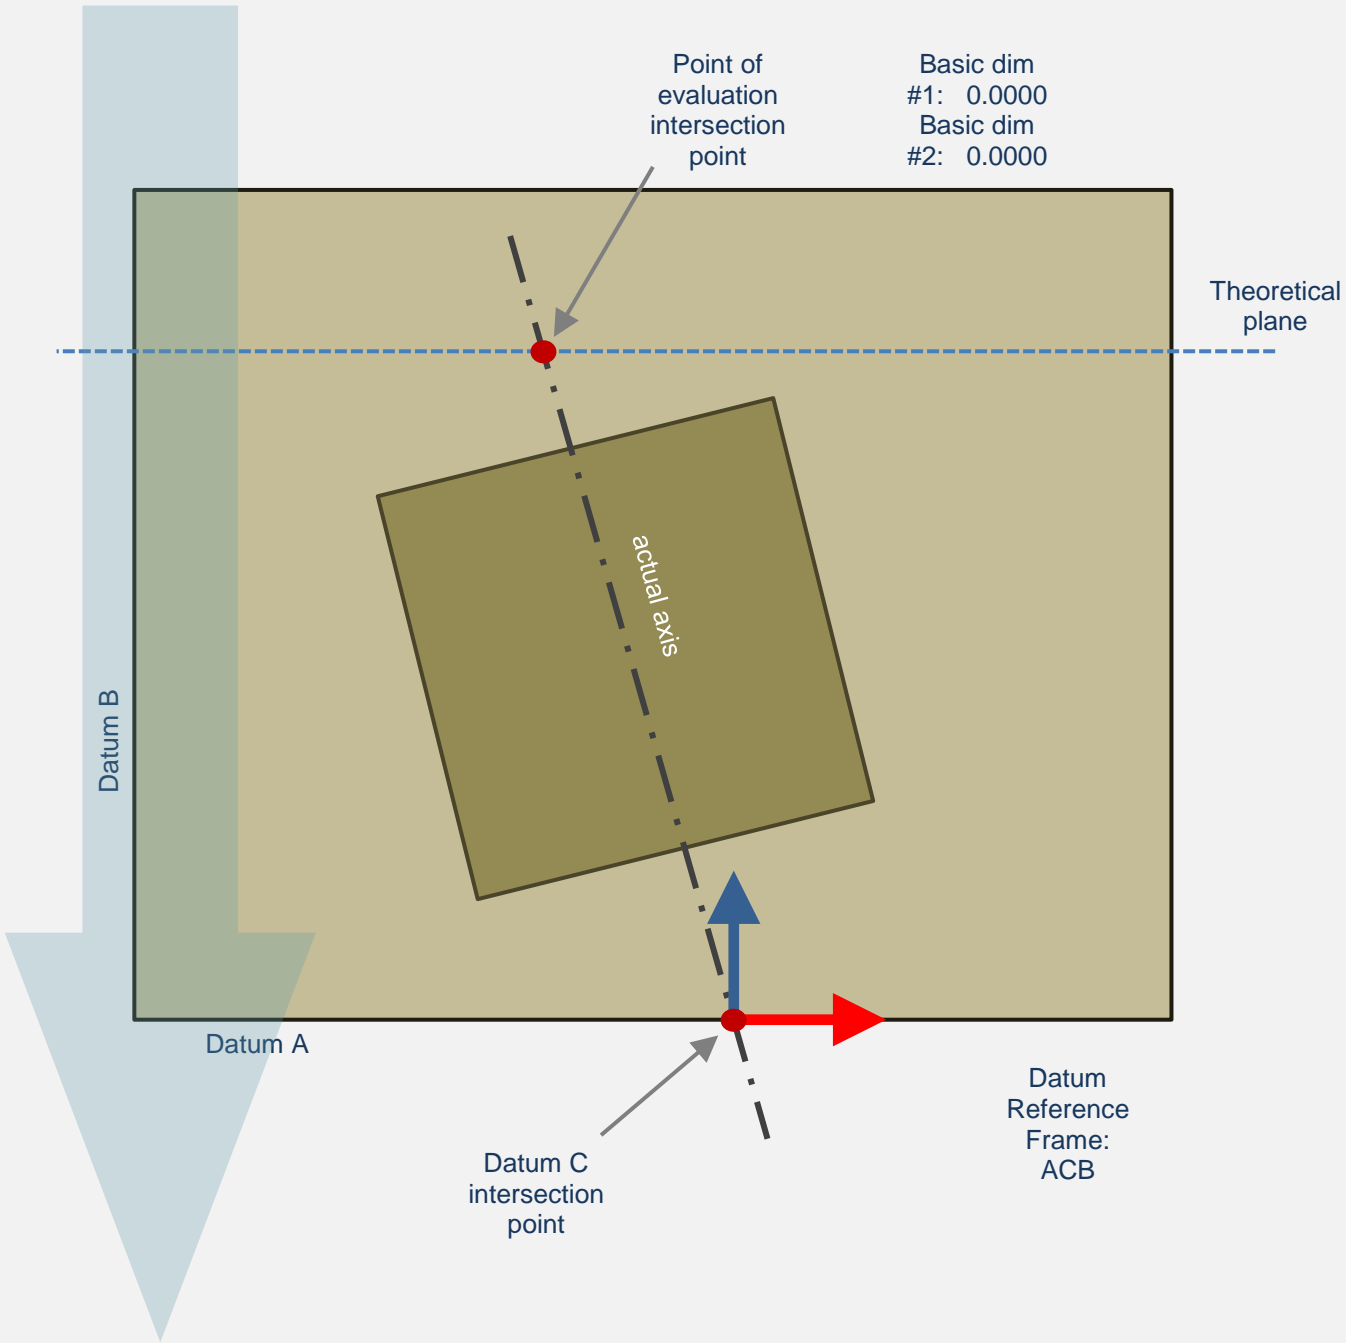 Point of
evaluation
intersection
point
Basic dim
#1: 0.0000
Basic dim
#2: 0.0000
Theoretical
plane
actual axis
Datum B
Datum A
Datum C
intersection
point
Datum
Reference
Frame:
ACB